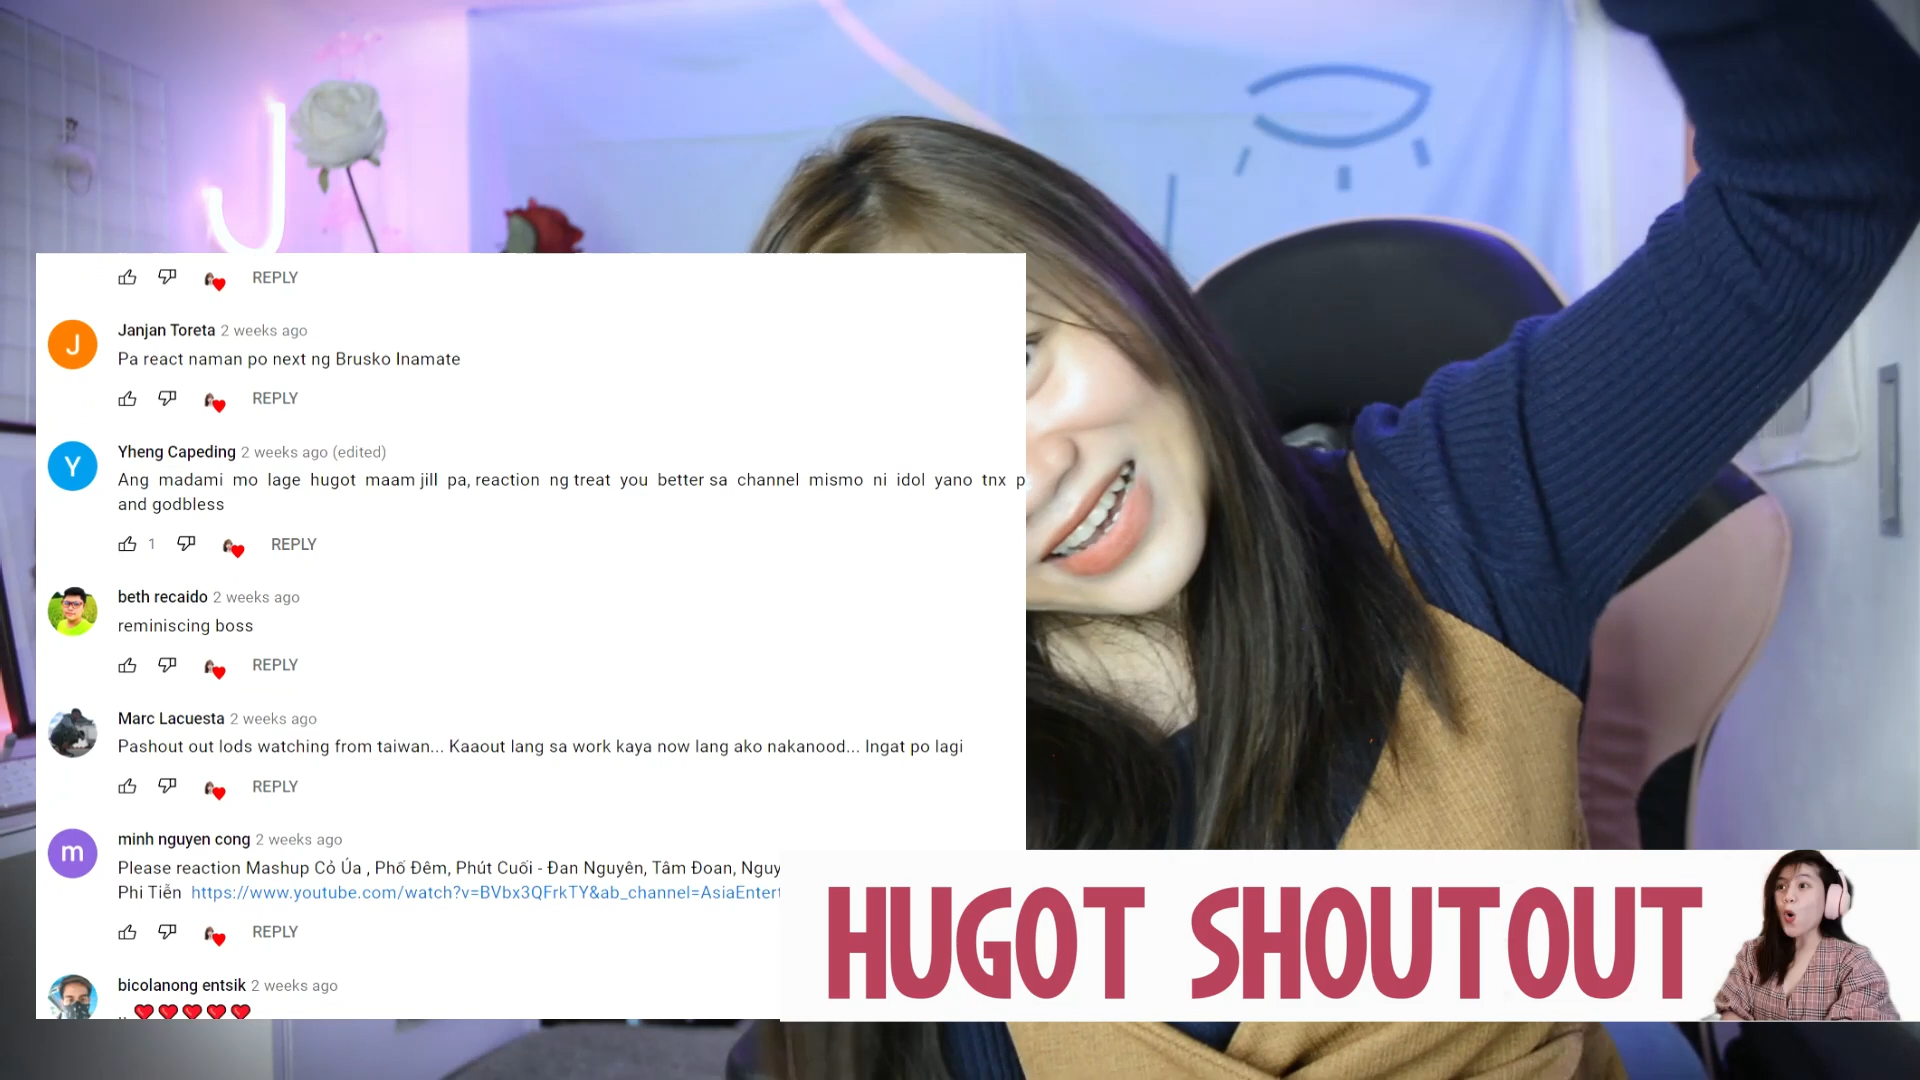 REPLY
J
Janjan Toreta 2 weeks ago
Pa react naman po next ng Brusko Inamate
REPLY
Y
Yheng Capeding 2 weeks ago (edited)
Ang madami mo lage hugot maam jill pa, reaction ng treat you better sa channel mismo ni idol yano tnx p
and godbless
1 REPLY
beth recaido 2 weeks ago
reminiscing boss
REPLY
Marc Lacuesta 2 weeks ago
Pashout out lods watching from taiwan... Kaaout lang sa work kaya now lang ako nakanood... Ingat po lagi
REPLY
m
minh nguyen cong 2 weeks ago
Please reaction Mashup Cỏ Úa , Phố Đêm, Phút Cuối - Đan Nguyên, Tâm Đoan, Nguy
Phi Tiễn https://www.youtube.com/watch?v=BVbx3QFrkTY&ab_channel=AsiaEntert
REPLY
bicolanong entsik 2 weeks ago
HUGOT SHOUTOUT
J